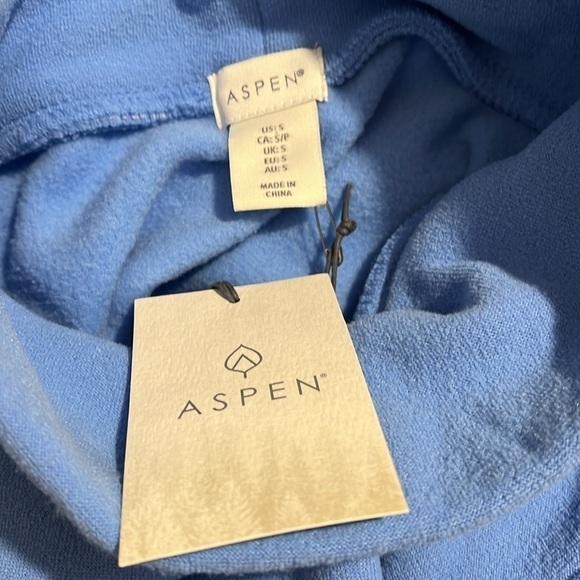 ASPEN®
US: S
CA: S/P
UK: S
EU: S
AU: S
MADE IN
CHINA
ASPEN®